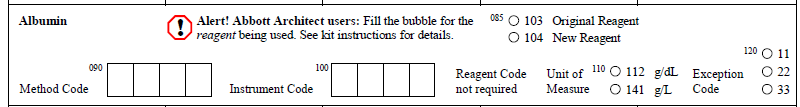 Albumin
Alert! Abbott Architect users: Fill the bubble for the
reagent being used. See kit instructions for details.
085 103 Original Reagent
104 New Reagent
090
Method Code
100
Instrument Code
Reagent Code
not required
Unit of
Measure
110 112 g/dL
141 g/L
Exception
Code
120 11
22
33